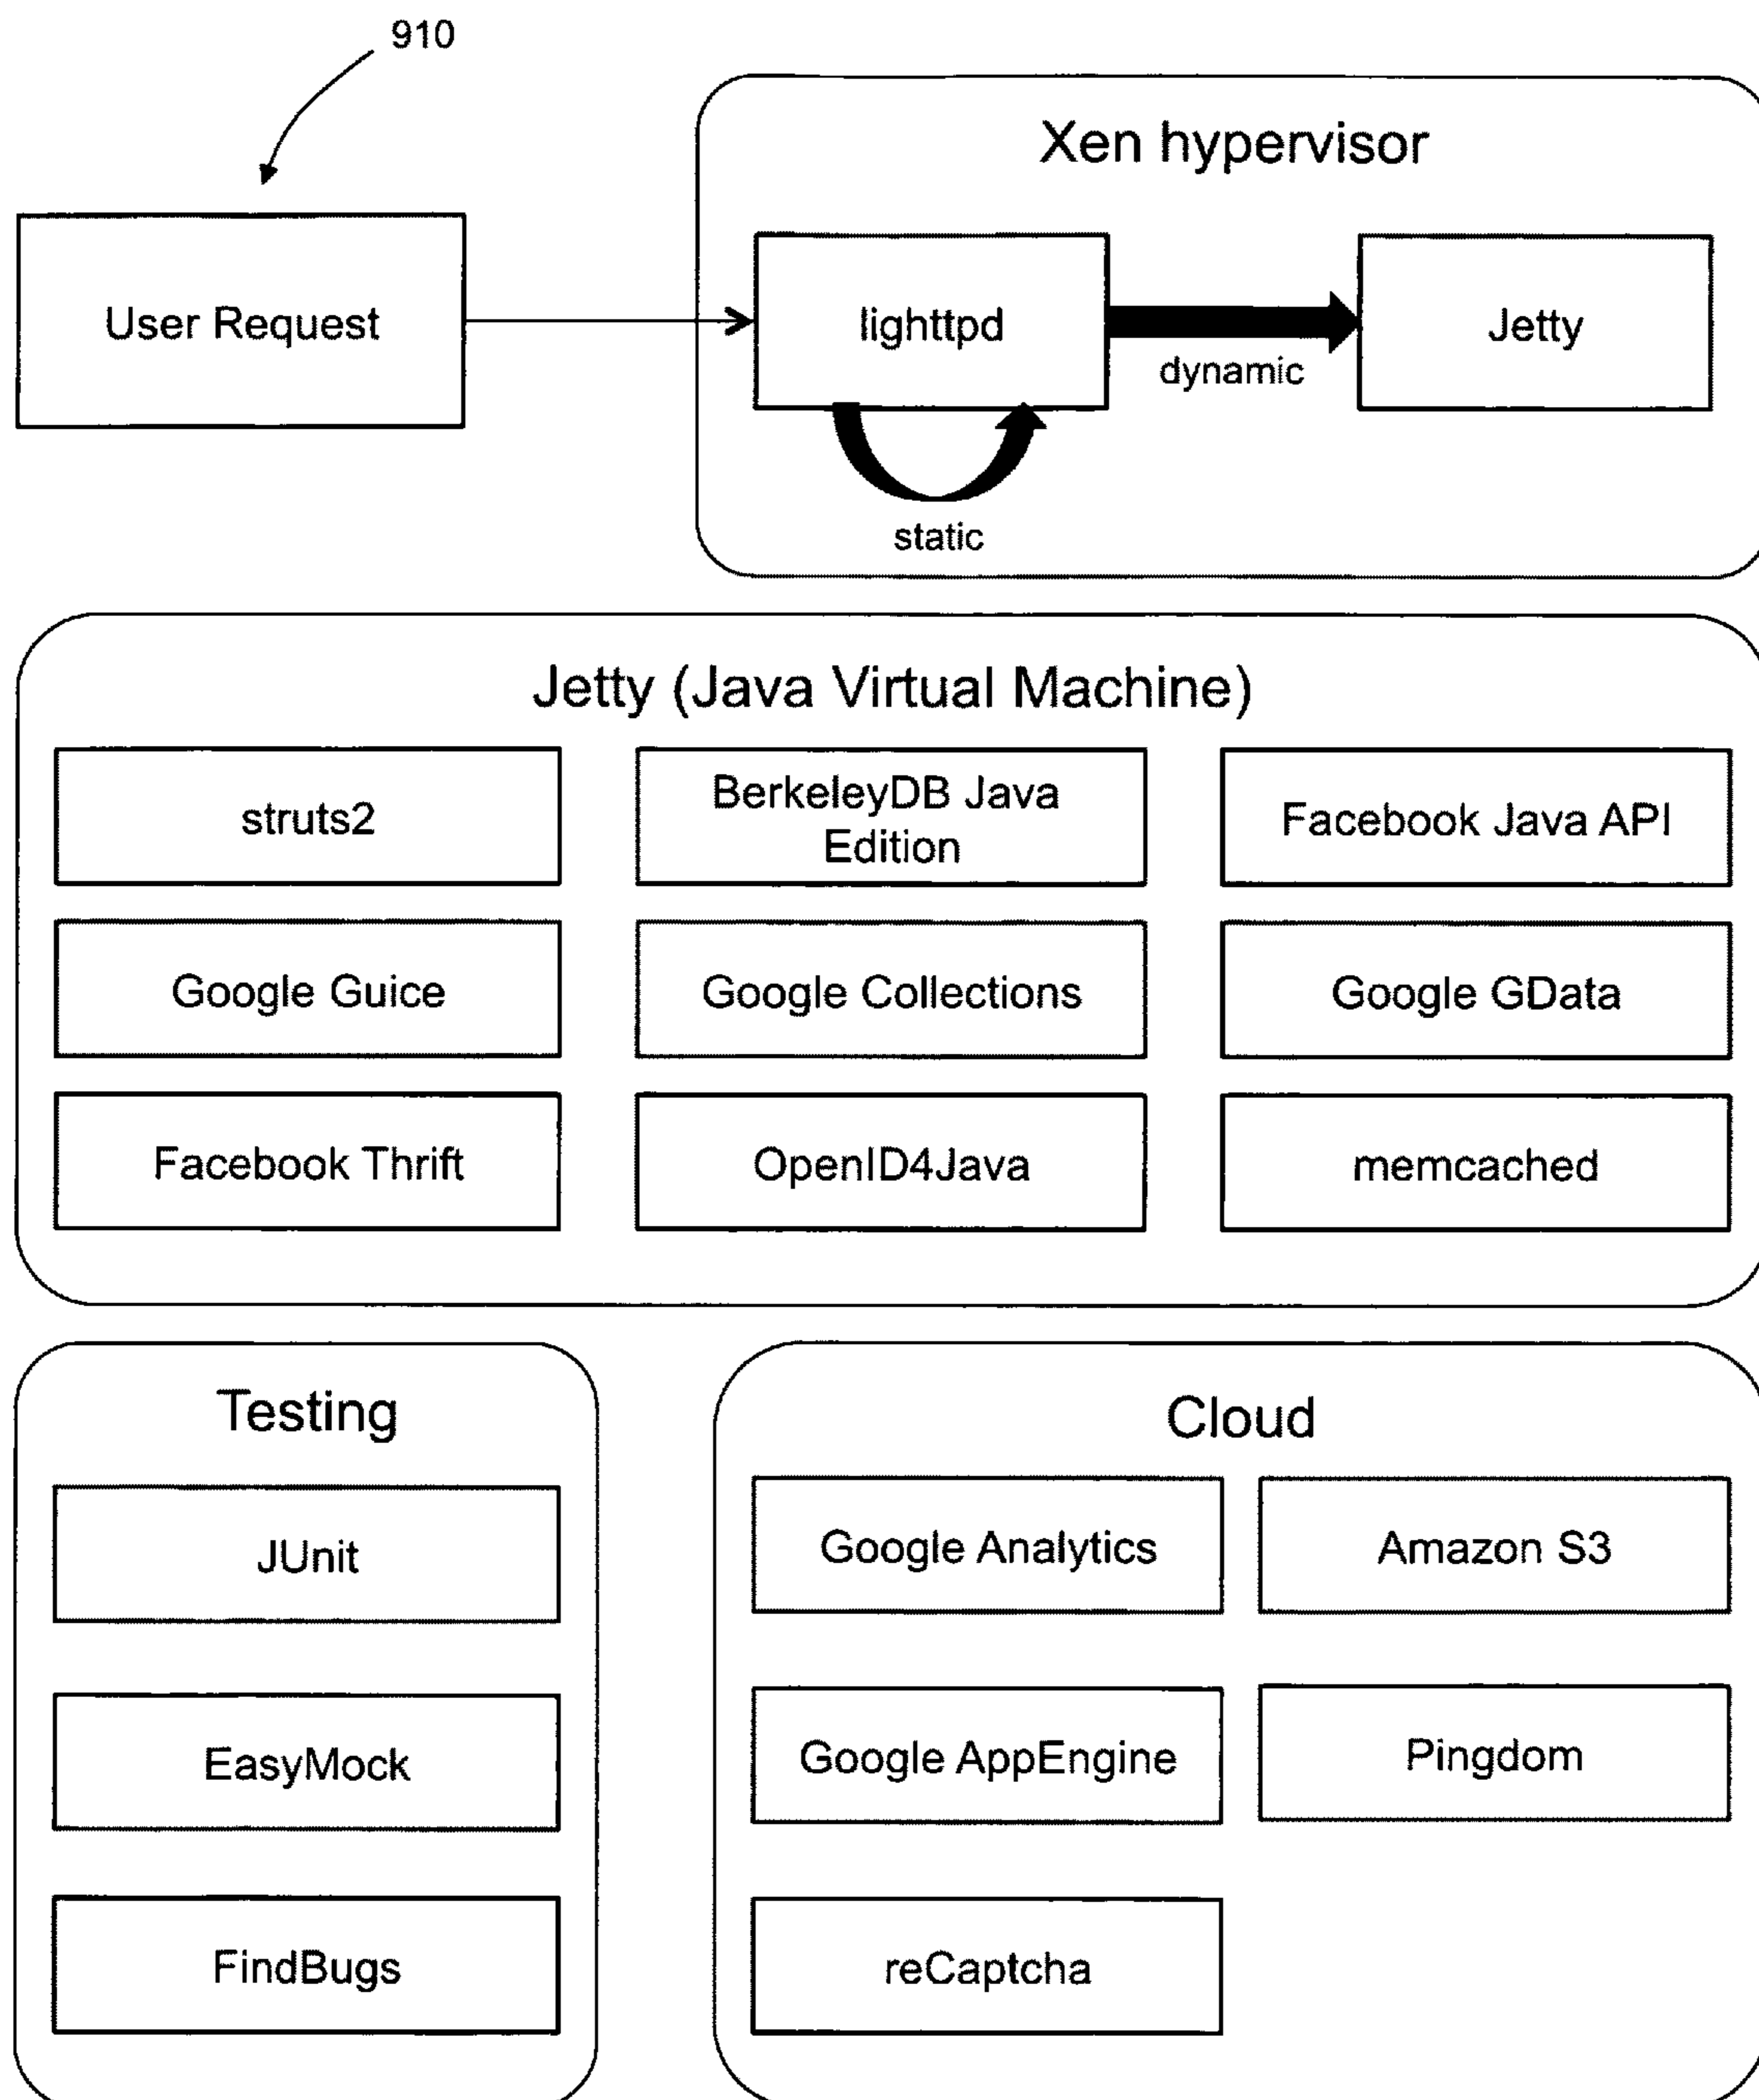 910
Xen hypervisor
User Request
lighttpd
Jetty
dynamic
static
Jetty (Java Virtual Machine)
struts2
BerkeleyDB Java
Edition
Facebook Java API
Google Guice
Google Collections
Google GData
Facebook Thrift
OpenID4Java
memcached
Testing
JUnit
EasyMock
FindBugs
Cloud
Google Analytics
Amazon S3
Google AppEngine
Pingdom
reCaptcha